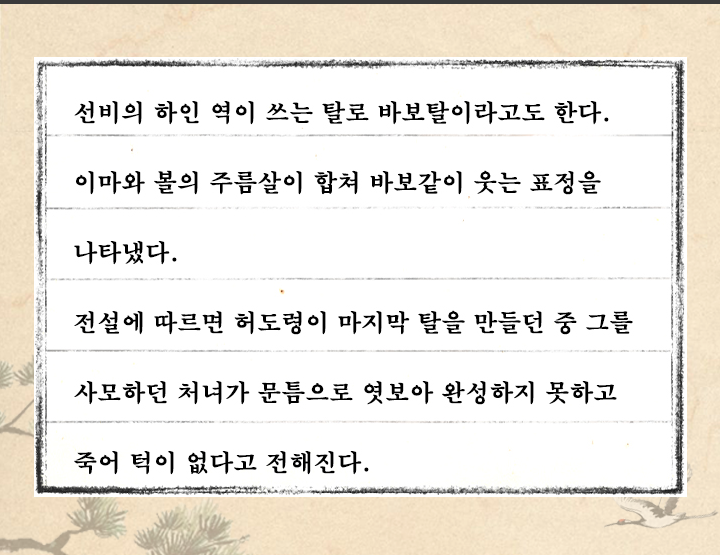 선비의 하인 역이 쓰는 탈로 바보탈이라고도 한다.
이마와 볼의 주름살이 합쳐 바보같이 웃는 표정을
나타냈다.
전설에 따르면 허도령이 마지막 탈을 만들던 중 그를
사모하던 처녀가 문틈으로 엿보아 완성하지 못하고
죽어 턱이 없다고 전해진다.